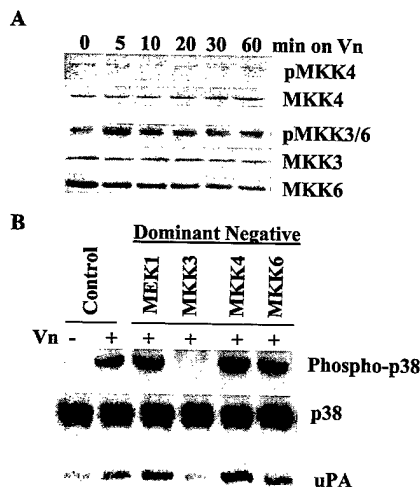 A
0 5 10 20 30 60 min on Vn
pMKK4
MKK4
pMKK3/6
MKK3
MKK6
B
Dominant Negative
Control MEK1 MKK3 MKK4 MKK6
Vn - + + + + +
Phospho-p38
p38
uPA